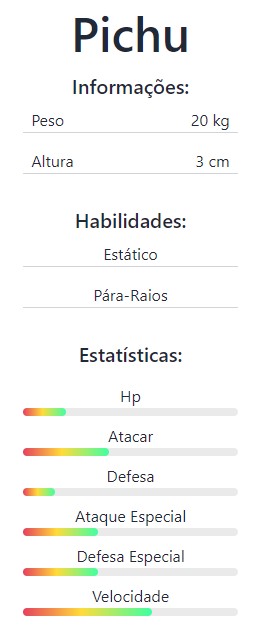 Pichu
Informações:
Peso 20 kg
Altura 3 cm
Habilidades:
Estático
Pára-Raios
Estatísticas:
Hp
Atacar
Defesa
Ataque Especial
Defesa Especial
Velocidade